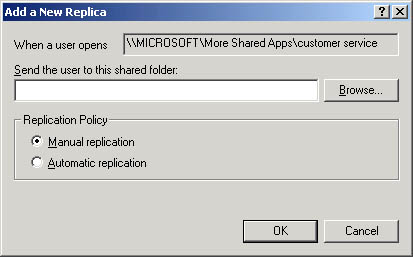 Add a New Replica
When a user opens \\MICROSOFT\More Shared Apps\customer service
Send the user to this shared folder:
Browse...
Replication Policy
Manual replication
Automatic replication
OK Cancel